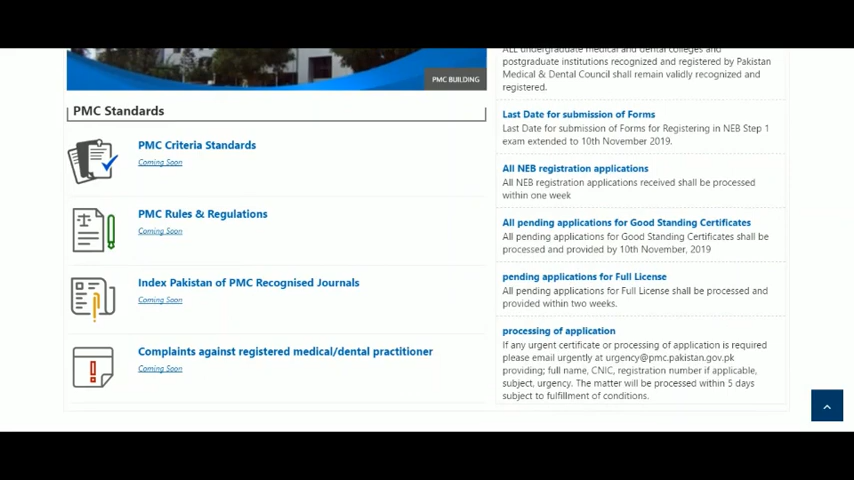 PMC BUILDING
PMC Standards
PMC Criteria Standards
Coming Soon
PMC Rules & Regulations
Coming Soon
Index Pakistan of PMC Recognised Journals
Coming Soon
Complaints against registered medical/dental practitioner
Coming Soon
ALL undergraduate medical and dental colleges and
postgraduate institutions recognized and registered by Pakistan
Medical & Dental Council shall remain validly recognized and
registered.
Last Date for submission of Forms
Last Date for submission of Forms for Registering in NEB Step 1
exam extended to 10th November 2019.
All NEB registration applications
All NEB registration applications received shall be processed
within one week
All pending applications for Good Standing Certificates
All pending applications for Good Standing Certificates shall be
processed and provided by 10th November, 2019
pending applications for Full License
All pending applications for Full License shall be processed and
provided within two weeks.
processing of application
If any urgent certificate or processing of application is required
please email urgently at urgency@pmc.pakistan.gov.pk
providing; full name, CNIC, registration number if applicable,
subject, urgency. The matter will be processed within 5 days
subject to fulfillment of conditions.